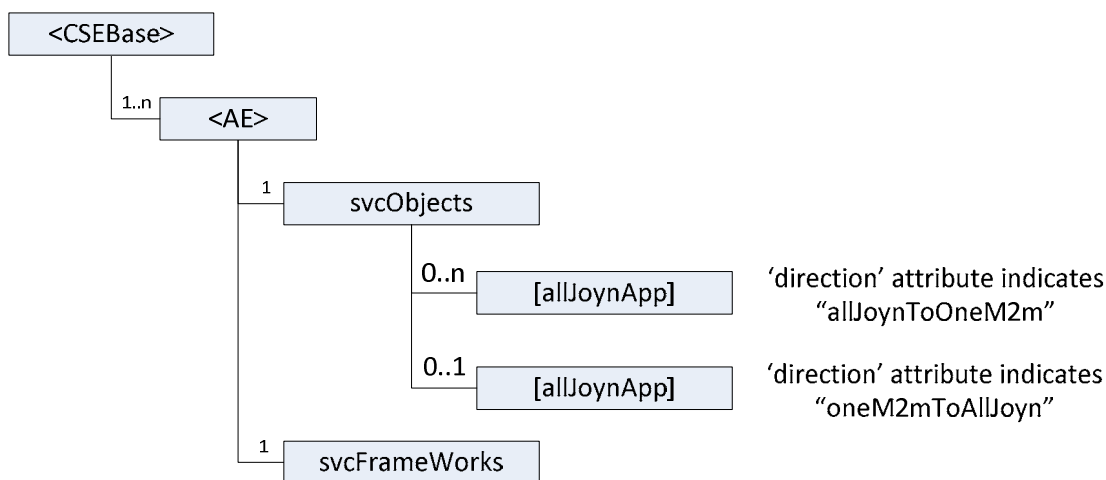 <CSEBase>
1..n
<AE>
1
svcObjects
0..n
[allJoynApp]
‘direction’ attribute indicates
“allJoynToOneM2m”
0..1
[allJoynApp]
‘direction’ attribute indicates
“oneM2mToAllJoyn”
1
svcFrameWorks